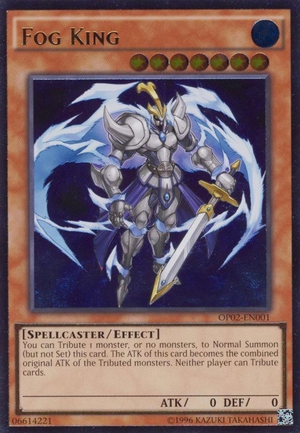 FOG KING
OP02-EN001
[SPELLCASTER/EFFECT]
You can Tribute 1 monster, or no monsters, to Normal Summon
(but not Set) this card. The ATK of this card becomes the combined
original ATK of the Tributed monsters. Neither player can Tribute
cards.
ATK/ 0 DEF/ 0
06614221
©1996 KAZUKI TAKAHASHI